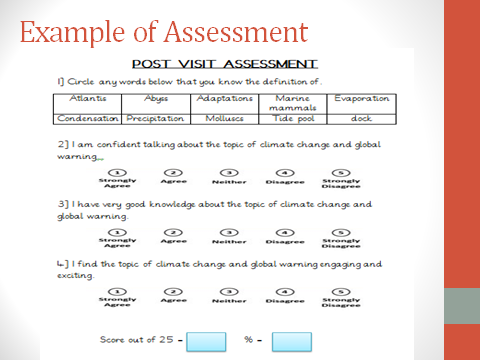 Example of Assessment
POST VISIT ASSESSMENT
1] Circle any words below that you know the definition of.
Atlantis Abyss Adaptations Marine mammals Evaporation
Condensation Precipitation Molluscs Tide pool dock
2] I am confident talking about the topic of climate change and global
warning
1 2 3 4 5
Strongly Agree Agree Neither Disagree Strongly Disagree
3] I have very good knowledge about the topic of climate change and
global warning.
1 2 3 4 5
Strongly Agree Agree Neither Disagree Strongly Disagree
4] I find the topic of climate change and global warning engaging and
exciting.
1 2 3 4 5
Strongly Agree Agree Neither Disagree Strongly Disagree
Score out of 25 = % =